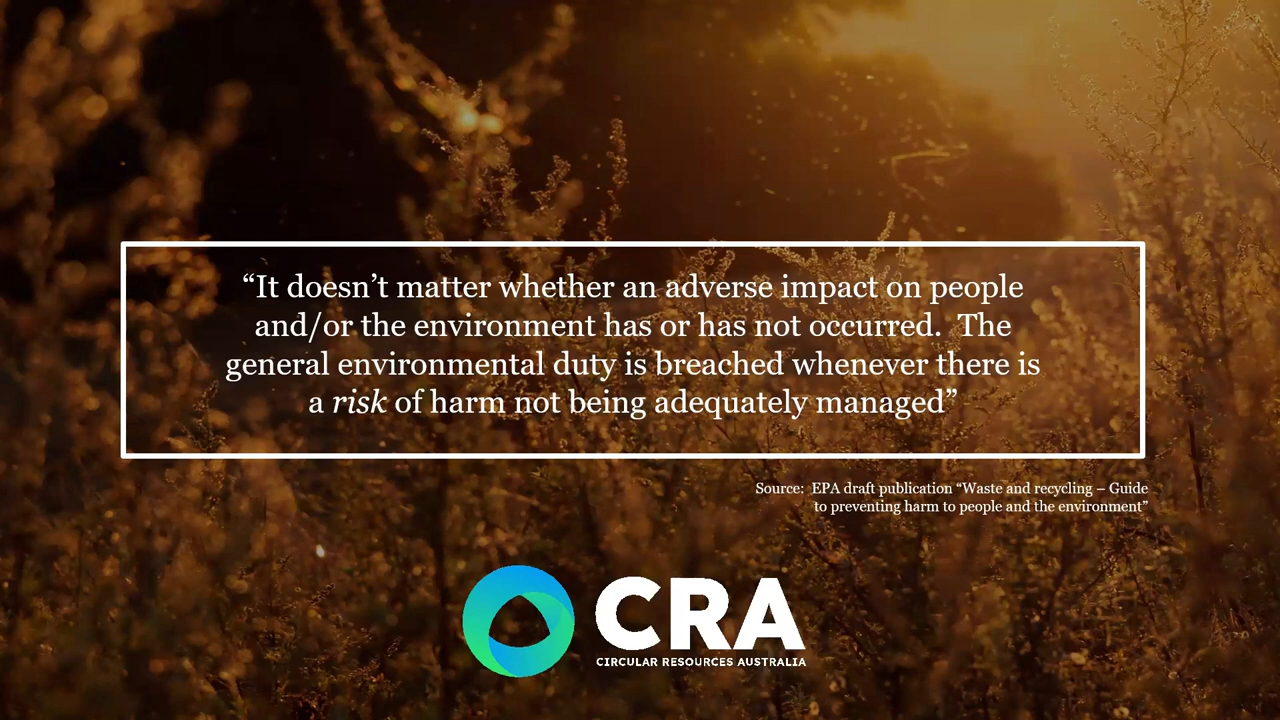 “It doesn’t matter whether an adverse impact on people
and/or the environment has or has not occurred.  The
general environmental duty is breached whenever there is
a risk of harm not being adequately managed”
Source:  EPA draft publication “Waste and recycling – Guide
to preventing harm to people and the environment”
CRA
CIRCULAR RESOURCES AUSTRALIA